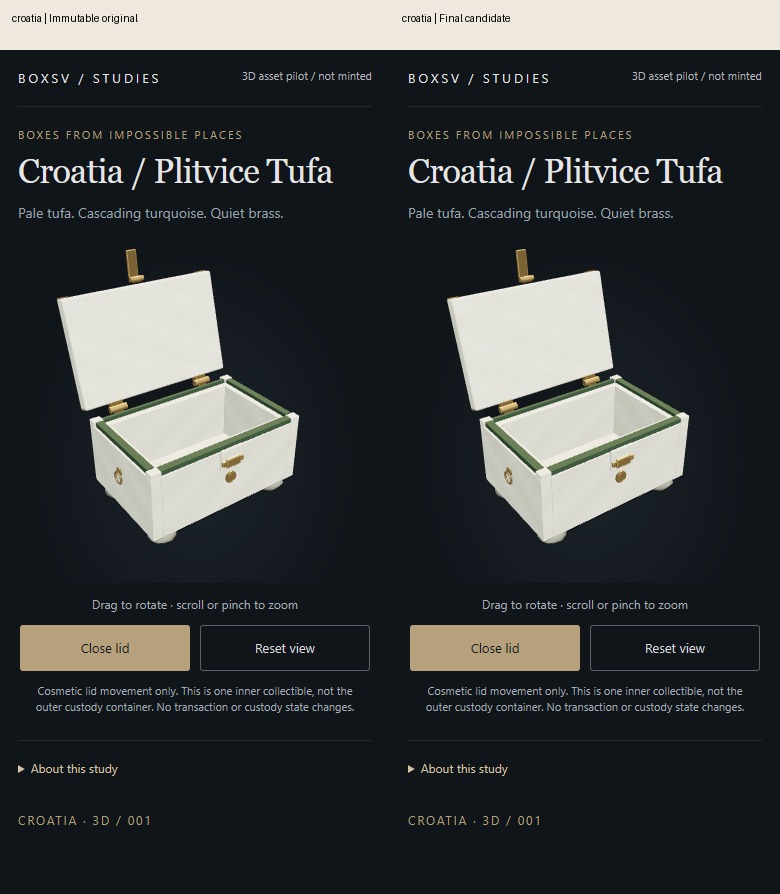 croatia | Immutable original
BOXSV / STUDIES
3D asset pilot / not minted
BOXES FROM IMPOSSIBLE PLACES
Croatia / Plitvice Tufa
Pale tufa. Cascading turquoise. Quiet brass.
Drag to rotate · scroll or pinch to zoom
Close lid
Reset view
Cosmetic lid movement only. This is one inner collectible, not the
outer custody container. No transaction or custody state changes.
▶ About this study
CROATIA · 3D / 001
croatia | Final candidate
BOXSV / STUDIES
3D asset pilot / not minted
BOXES FROM IMPOSSIBLE PLACES
Croatia / Plitvice Tufa
Pale tufa. Cascading turquoise. Quiet brass.
Drag to rotate · scroll or pinch to zoom
Close lid
Reset view
Cosmetic lid movement only. This is one inner collectible, not the
outer custody container. No transaction or custody state changes.
▶ About this study
CROATIA · 3D / 001